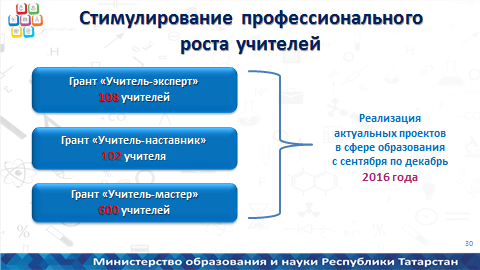 Стимулирование профессионального
роста учителей
Грант «Учитель-эксперт»
108 учителей
Грант «Учитель-наставник»
102 учителя
Грант «Учитель-мастер»
600 учителей
Реализация
актуальных проектов
в сфере образования
с сентября по декабрь
2016 года
30
Министерство образования и науки Республики Татарстан